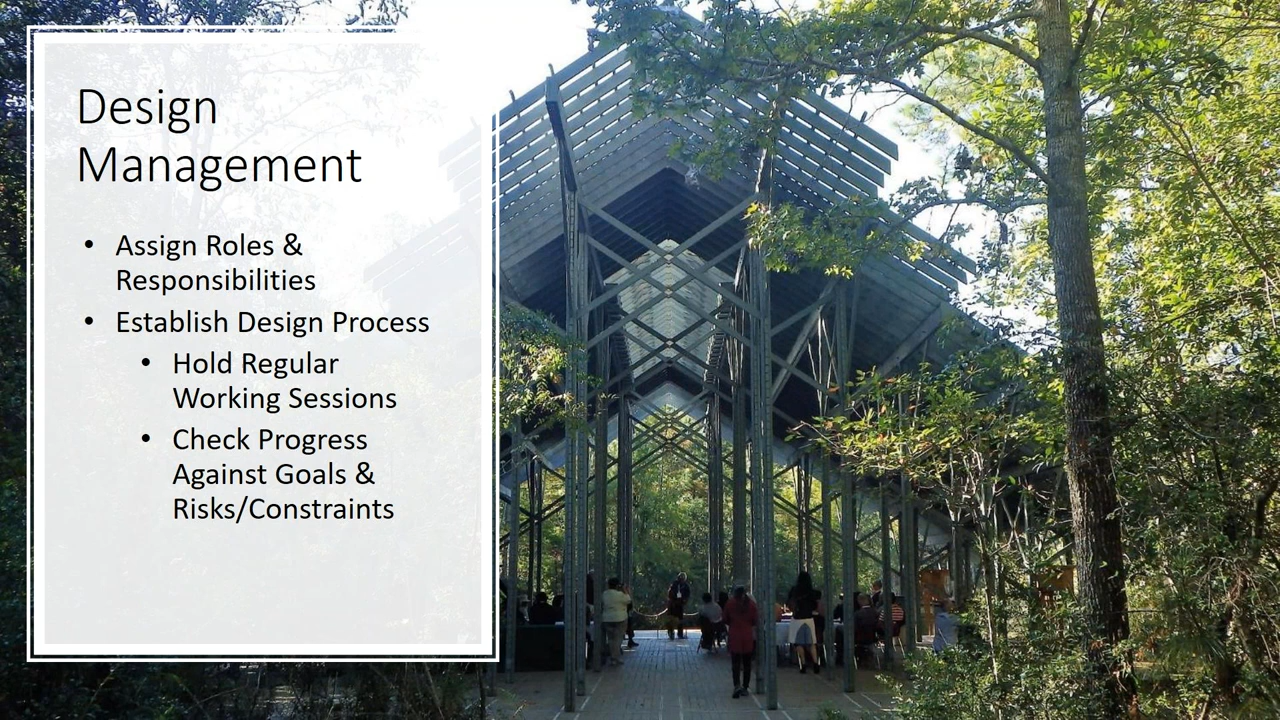 Design
Management
• Assign Roles &
Responsibilities
• Establish Design Process
• Hold Regular
Working Sessions
• Check Progress
Against Goals &
Risks/Constraints